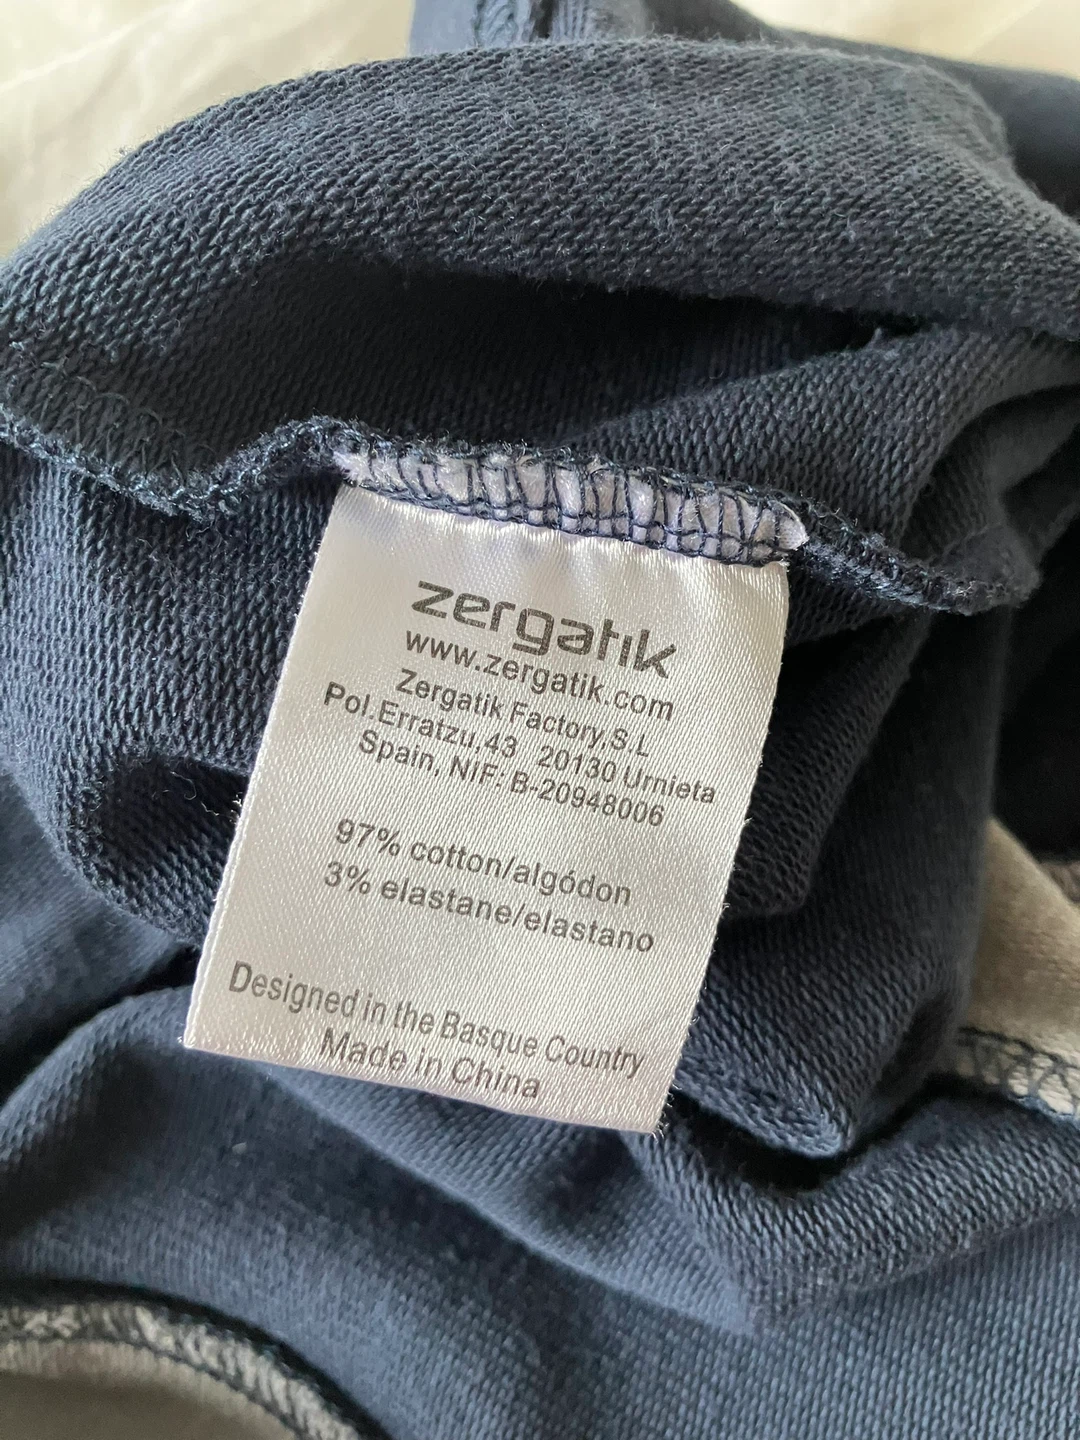 zergatik
www.zergatik.com
Zergatik Factory,S.L
Pol.Erratzu,43 20130 Urnieta
Spain, NIF: B-20948006
97% cotton/algódon
3% elastane/elastano
Designed in the Basque Country
Made in China